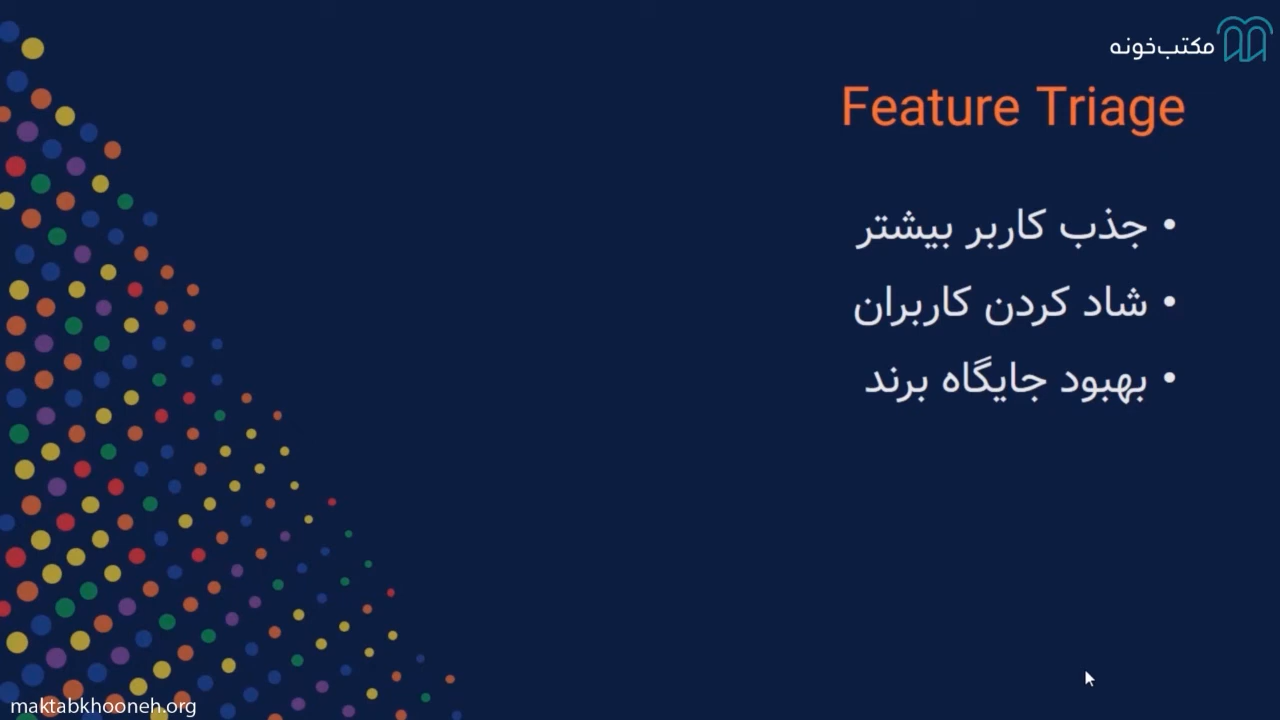 مکتب‌خونه
Feature Triage
• جذب کاربر بیشتر
• شاد کردن کاربران
• بهبود جایگاه برند
maktabkhooneh.org